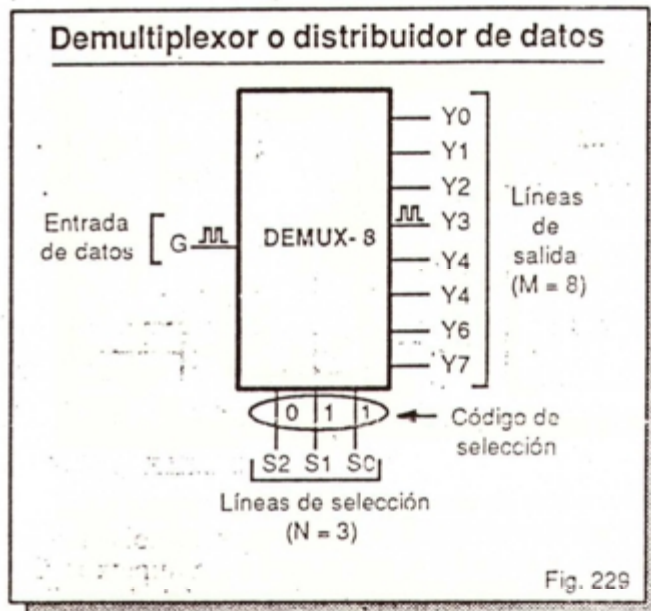 Demultiplexor o distribuidor de datos
Entrada
de datos
G
DEMUX-8
Y0
Y1
Y2
Y3
Y4
Y4
Y6
Y7
Líneas
de
salida
(M = 8)
0 1 1
Código de
selección
S2 S1 S0
Líneas de selección
(N = 3)
Fig. 229